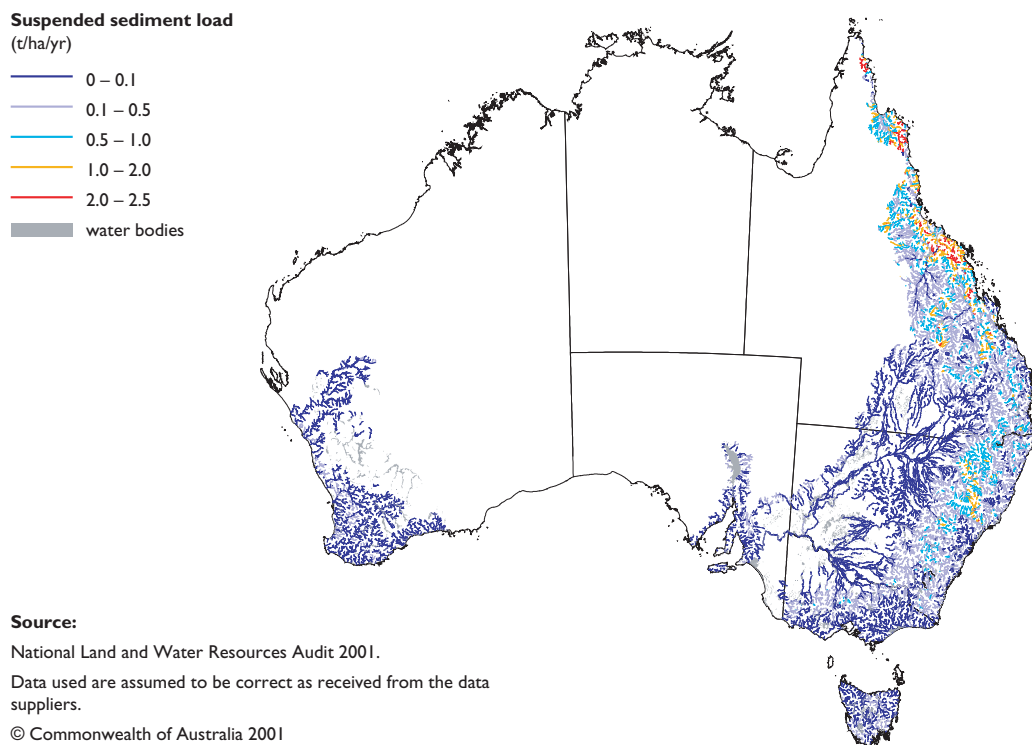 Suspended sediment load
(t/ha/yr)
0 – 0.1
0.1 – 0.5
0.5 – 1.0
1.0 – 2.0
2.0 – 2.5
water bodies
Source:
National Land and Water Resources Audit 2001.
Data used are assumed to be correct as received from the data
suppliers.
© Commonwealth of Australia 2001